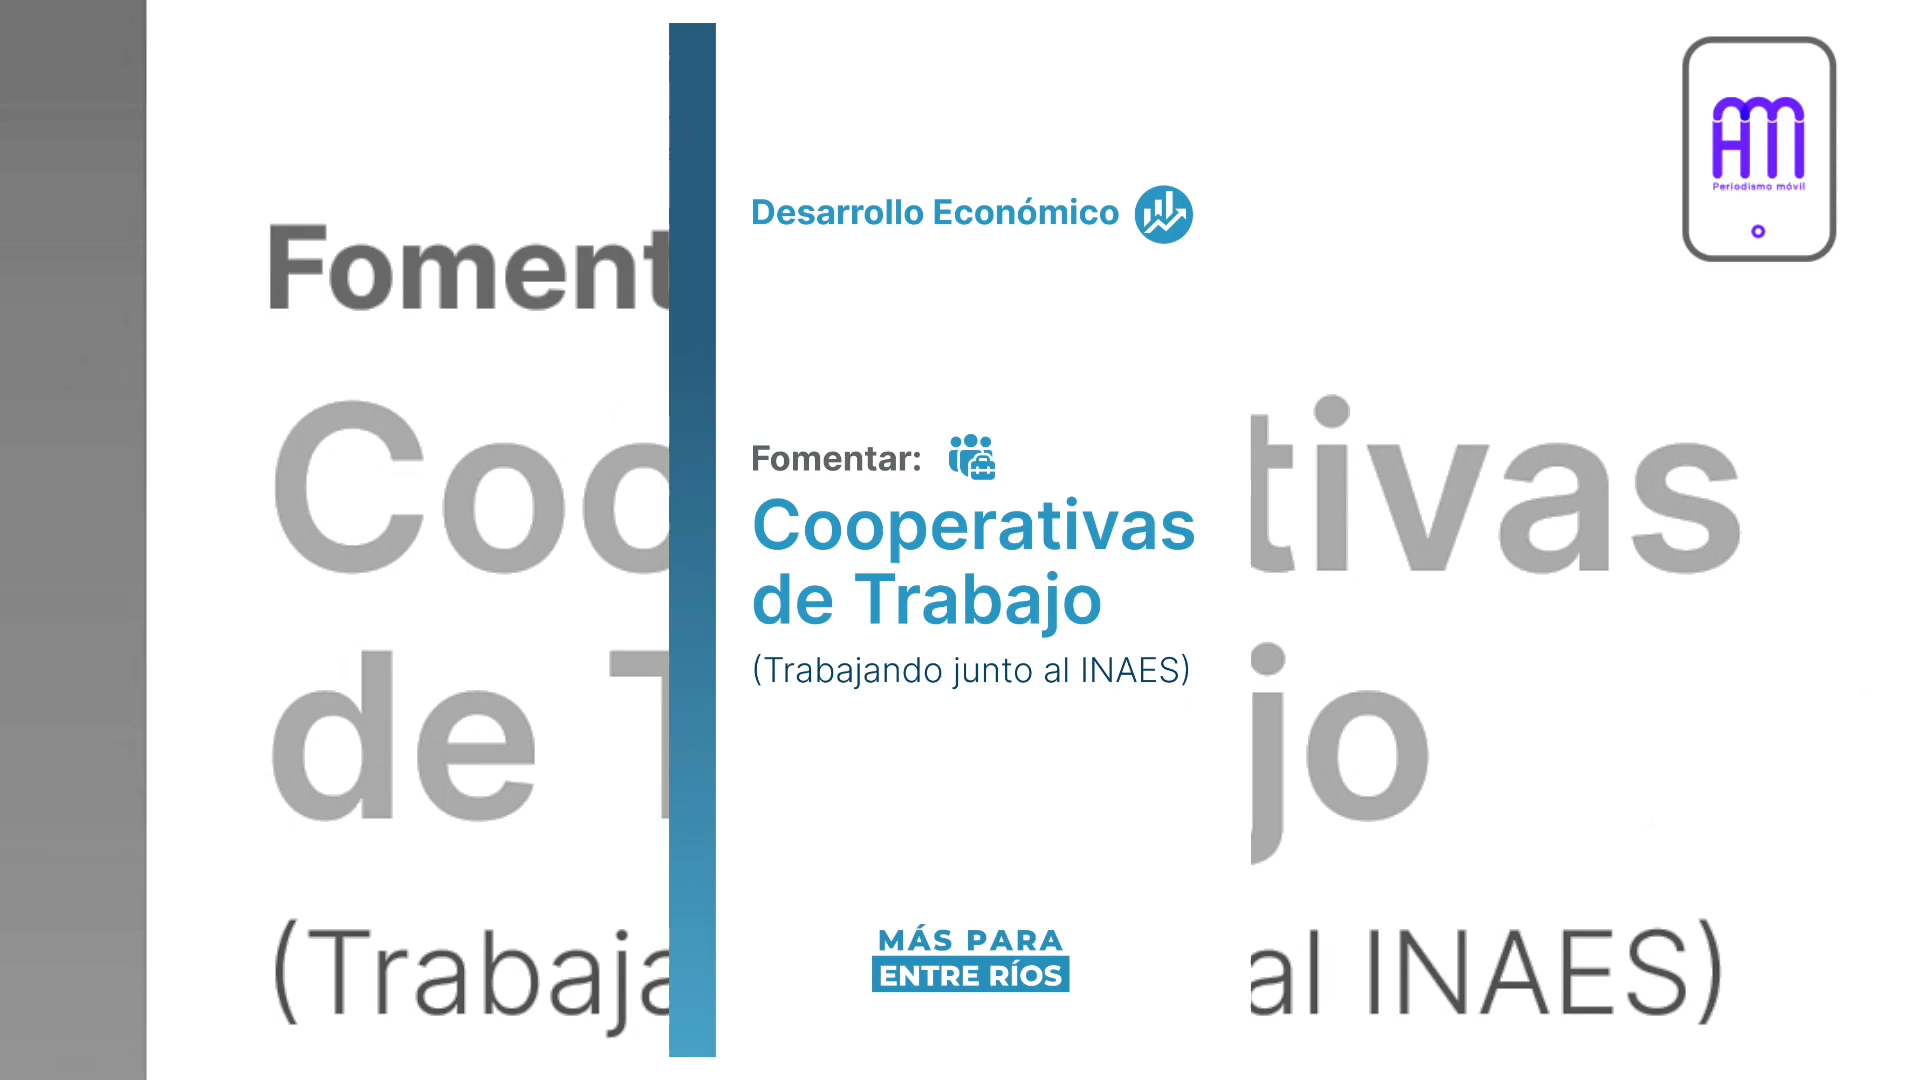 Desarrollo Económico
Fomentar:
Cooperativas
de Trabajo
(Trabajando junto al INAES)
MÁS PARA
ENTRE RÍOS
AM
Periodismo móvil
Foment
Coo
tivas
de T
jo
(Trabaja
al INAES)